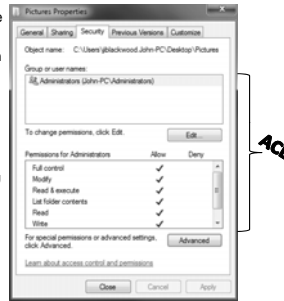 Pictures Properties
General Sharing Security Previous Versions Customize
Object name: C:\Users\jblackwood.John-PC\Desktop\Pictures
Group or user names:
Administrators (John-PC\Administrators)
To change permissions, click Edit. Edit...
Permissions for Administrators Allow Deny
Full control
Modify
Read & execute
List folder contents
Read
Write
For special permissions or advanced settings, Advanced
click Advanced.
Learn about access control and permissions
Close Cancel Apply